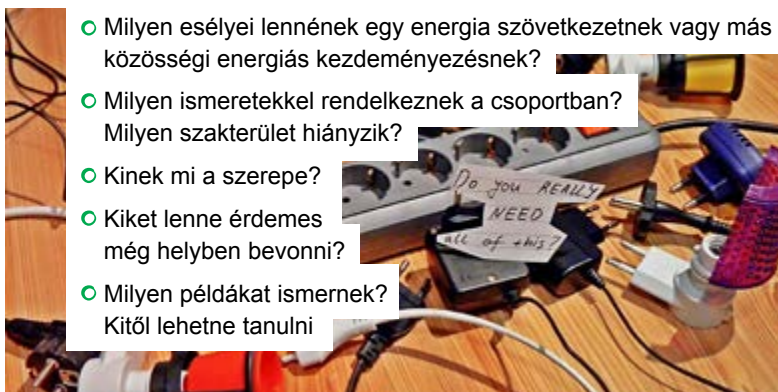 Milyen esélyei lennének egy energia szövetkezetnek vagy más
közösségi energiás kezdeményezésnek?
Milyen ismeretekkel rendelkeznek a csoportban?
Milyen szakterület hiányzik?
Kinek mi a szerepe?
Kiket lenne érdemes
még helyben bevonni?
Milyen példákat ismernek?
Kitől lehetne tanulni
Do you REALLY
NEED
all of this?